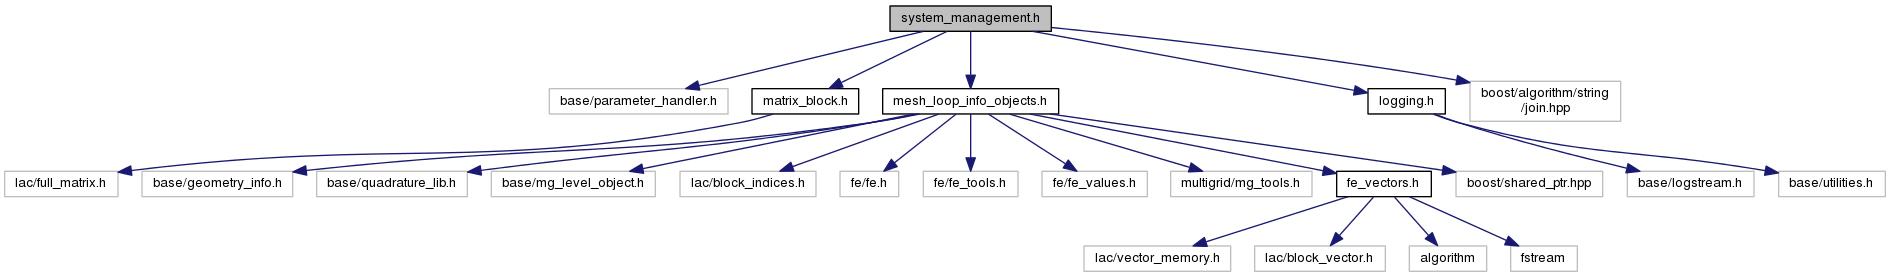 system_management.h
base/parameter_handler.h
matrix_block.h
mesh_loop_info_objects.h
logging.h
boost/algorithm/string
/join.hpp
lac/full_matrix.h
base/geometry_info.h
base/quadrature_lib.h
base/mg_level_object.h
lac/block_indices.h
fe/fe.h
fe/fe_tools.h
fe/fe_values.h
multigrid/mg_tools.h
fe_vectors.h
boost/shared_ptr.hpp
base/logstream.h
base/utilities.h
lac/vector_memory.h
lac/block_vector.h
algorithm
fstream